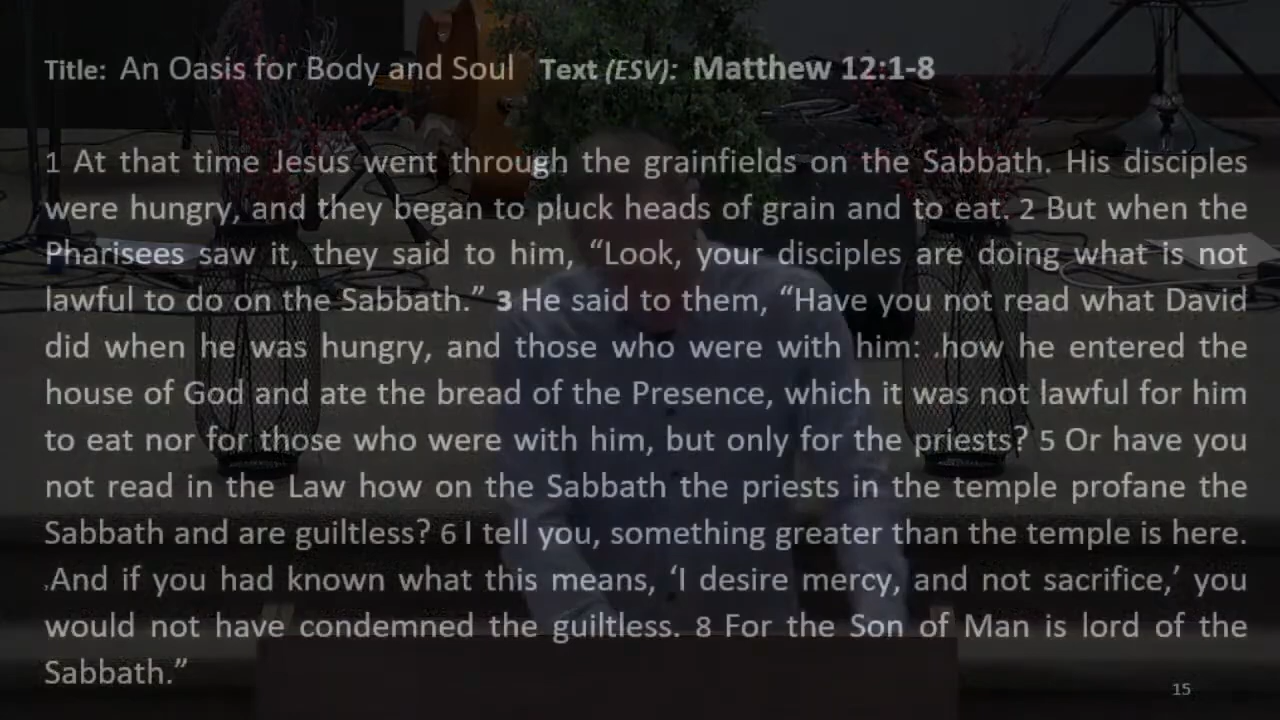 Title: An Oasis for Body and Soul Text (ESV): Matthew 12:1-8
1 At that time Jesus went through the grainfields on the Sabbath. His disciples
were hungry, and they began to pluck heads of grain and to eat. 2 But when the
Pharisees saw it, they said to him, “Look, your disciples are doing what is not
lawful to do on the Sabbath.” 3 He said to them, “Have you not read what David
did when he was hungry, and those who were with him: how he entered the
house of God and ate the bread of the Presence, which it was not lawful for him
to eat nor for those who were with him, but only for the priests? 5 Or have you
not read in the Law how on the Sabbath the priests in the temple profane the
Sabbath and are guiltless? 6 I tell you, something greater than the temple is here.
And if you had known what this means, ‘I desire mercy, and not sacrifice,’ you
would not have condemned the guiltless. 8 For the Son of Man is lord of the
Sabbath.”
15